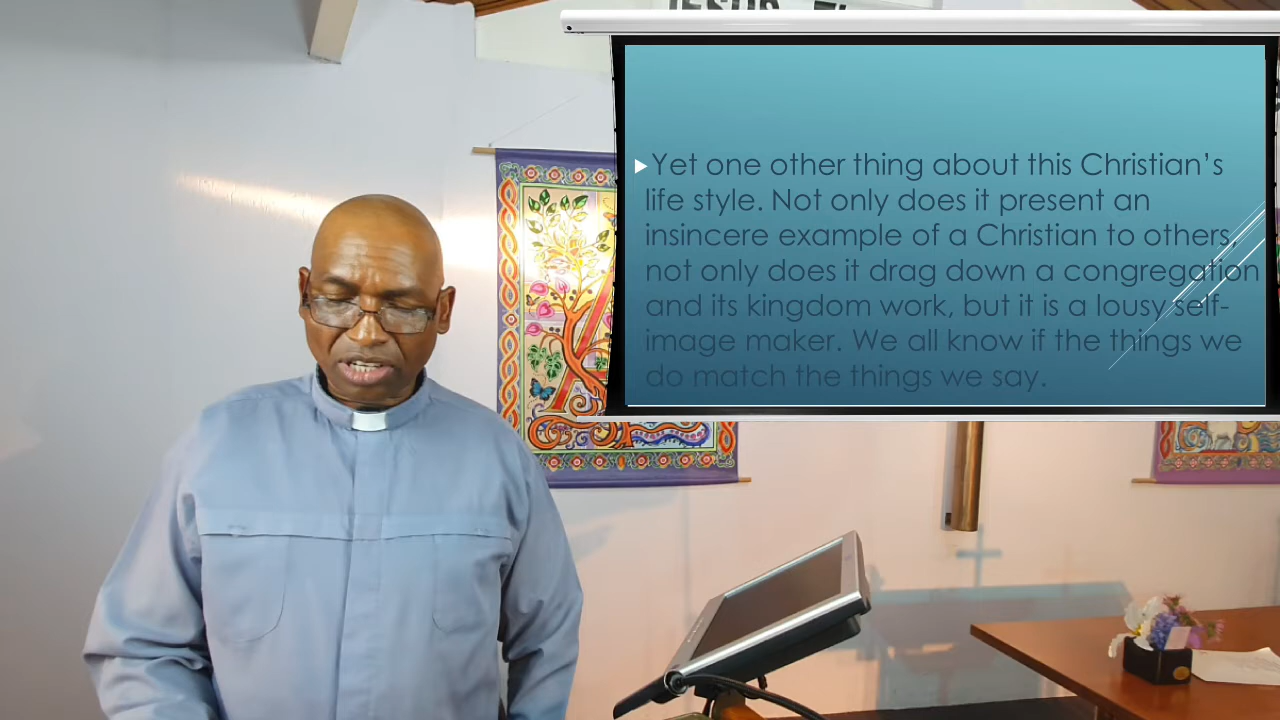 JESUS
Yet one other thing about this Christian’s
life style. Not only does it present an
insincere example of a Christian to others,
not only does it drag down a congregation
and its kingdom work, but it is a lousy self-
image maker. We all know if the things we
do match the things we say.